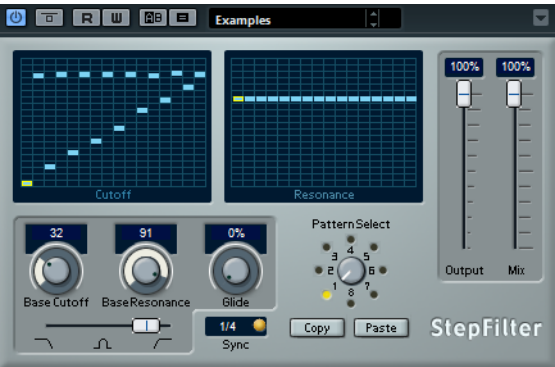 R W AB Examples
100% 100%
Cutoff Resonance
32 91 0% Pattern Select
4
3 5
2 6
1 7
8
Output Mix
Base Cutoff Base Resonance Glide
1/4 Copy Paste StepFilter
Sync